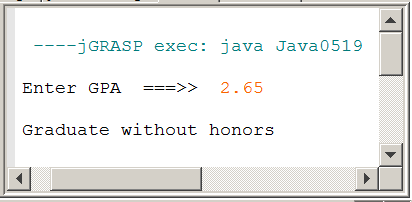 ----jGRASP exec: java Java0519
Enter GPA  ===>>  2.65
Graduate without honors